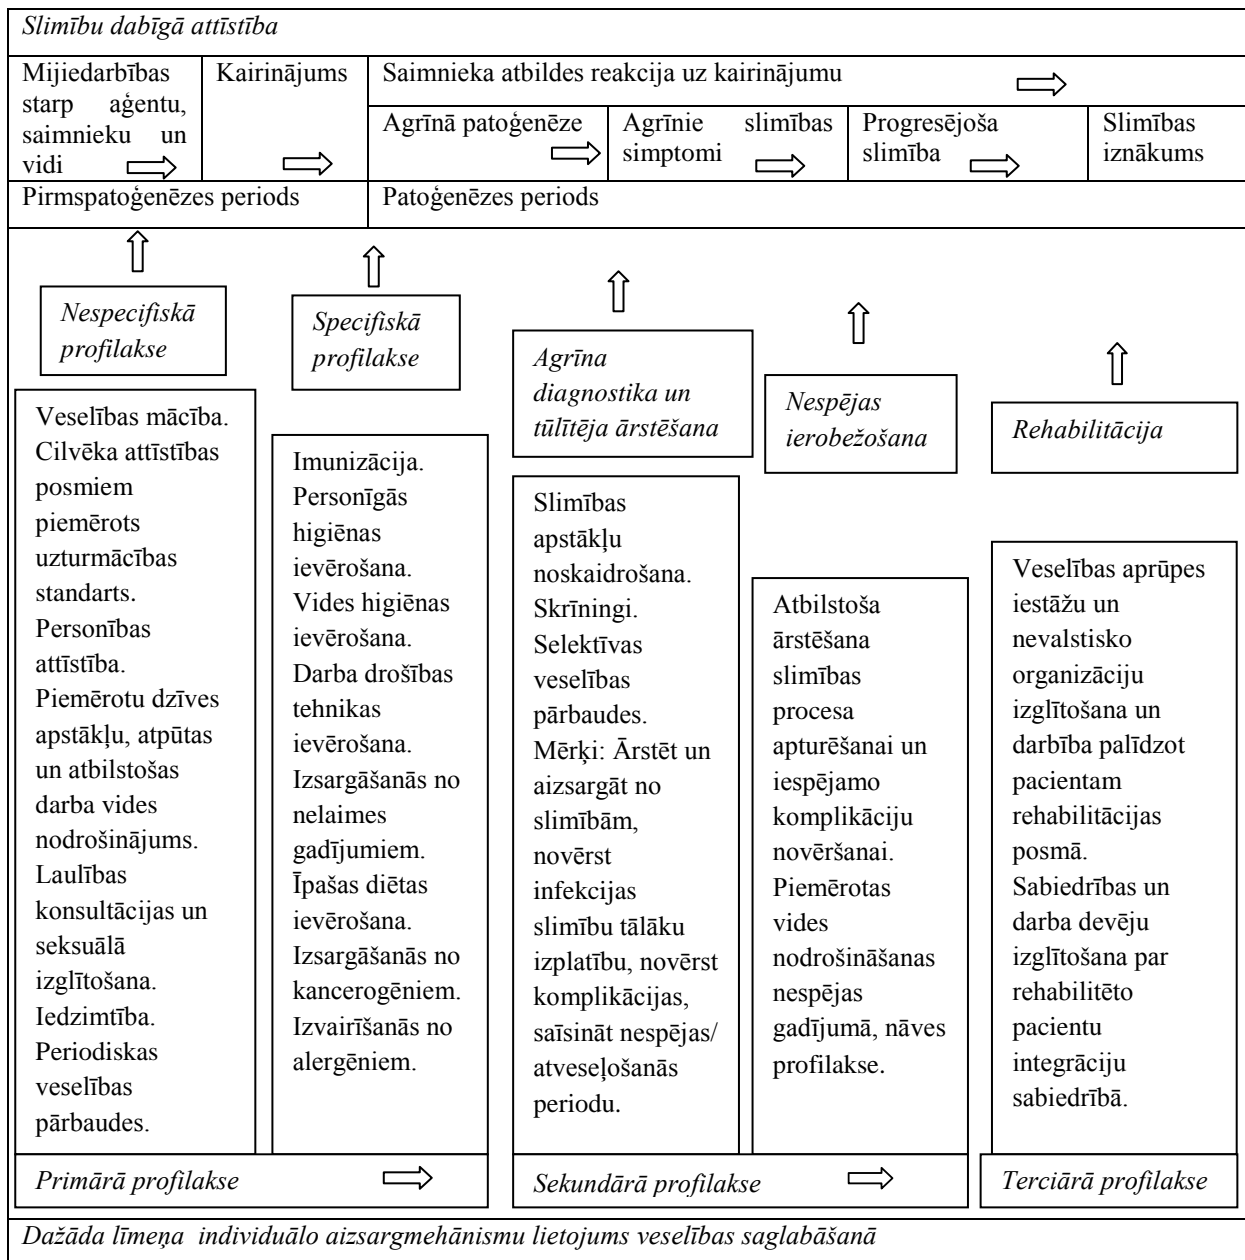 Slimību dabīgā attīstība
Mijiedarbības
starp aģentu,
saimnieku un
vidi
Kairinājums
Saimnieka atbildes reakcija uz kairinājumu
Agrīnā patoģenēze
Agrīnie slimības
simptomi
Progresējoša
slimība
Slimības
iznākums
Pirmspatoģenēzes periods
Patoģenēzes periods
Nespecifiskā
profilakse
Veselības mācība.
Cilvēka attīstības
posmiem
piemērots
uzturmācības
standarts.
Personības
attīstība.
Piemērotu dzīves
apstākļu, atpūtas
un atbilstošas
darba vides
nodrošinājums.
Laulības
konsultācijas un
seksuālā
izglītošana.
Iedzimtība.
Periodiskas
veselības
pārbaudes.
Specifiskā
profilakse
Imunizācija.
Personīgās
higiēnas
ievērošana.
Vides higiēnas
ievērošana.
Darba drošības
tehnikas
ievērošana.
Izsargāšanās no
nelaimes
gadījumiem.
Īpašas diētas
ievērošana.
Izsargāšanās no
kancerogēniem.
Izvairīšanās no
alergēniem.
Agrīna
diagnostika un
tūlītēja ārstēšana
Slimības
apstākļu
noskaidrošana.
Skrīningi.
Selektīvas
veselības
pārbaudes.
Mērķi: Ārstēt un
aizsargāt no
slimībām,
novērst
infekcijas
slimību tālāku
izplatību, novērst
komplikācijas,
saīsināt nespējas/
atveseļošanās
periodu.
Nespējas
ierobežošana
Atbilstoša
ārstēšana
slimības
procesa
apturēšanai un
iespējamo
komplikāciju
novēršanai.
Piemērotas
vides
nodrošināšanas
nespējas
gadījumā, nāves
profilakse.
Rehabilitācija
Veselības aprūpes
iestāžu un
nevalstisko
organizāciju
izglītošana un
darbība palīdzot
pacientam
rehabilitācijas
posmā.
Sabiedrības un
darba devēju
izglītošana par
rehabilitēto
pacientu
integrāciju
sabiedrībā.
Primārā profilakse
Sekundārā profilakse
Terciārā profilakse
Dažāda līmeņa individuālo aizsargmehānismu lietojums veselības saglabāšanā